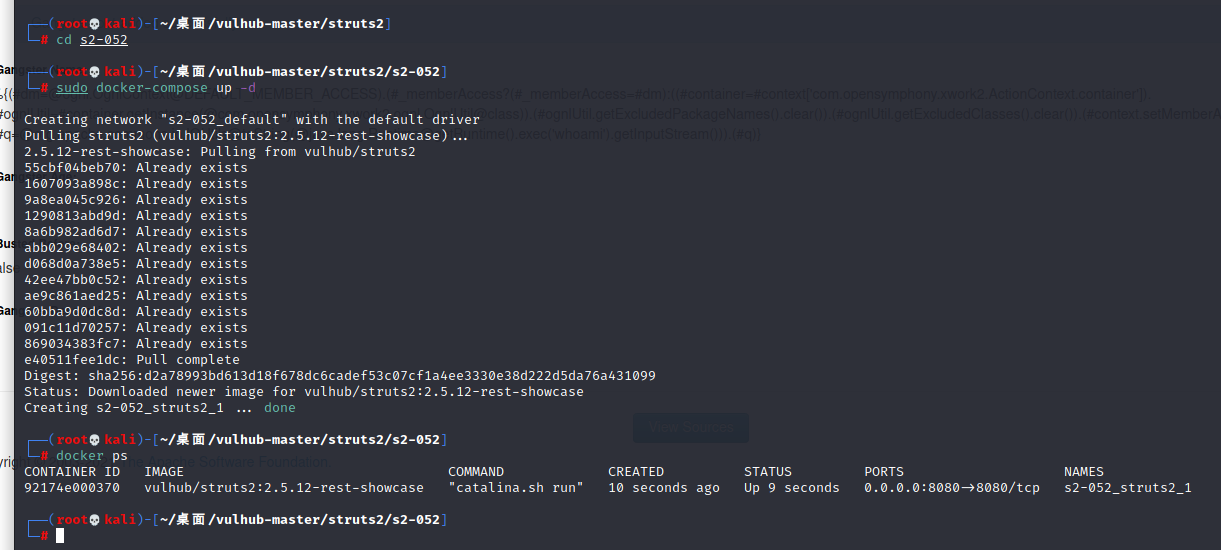 ┌──(root💀kali)-[~/桌面/vulhub-master/struts2]
└─# cd s2-052
┌──(root💀kali)-[~/桌面/vulhub-master/struts2/s2-052]
└─# sudo docker-compose up -d
Creating network "s2-052_default" with the default driver
Pulling struts2 (vulhub/struts2:2.5.12-rest-showcase)...
2.5.12-rest-showcase: Pulling from vulhub/struts2
55cbf04beb70: Already exists
1607093a898c: Already exists
9a8ea045c926: Already exists
1290813abd9d: Already exists
8a6b982ad6d7: Already exists
abb029e68402: Already exists
d068d0a738e5: Already exists
42ee47bb0c52: Already exists
ae9c861aed25: Already exists
60bba9d0dc8d: Already exists
091c11d70257: Already exists
869034383fc7: Already exists
e40511fee1dc: Pull complete
Digest: sha256:d2a78993bd613d18f678dc6cadef53c07cf1a4ee3330e38d222d5da76a431099
Status: Downloaded newer image for vulhub/struts2:2.5.12-rest-showcase
Creating s2-052_struts2_1 ... done
View Sources
┌──(root💀kali)-[~/桌面/vulhub-master/struts2/s2-052]
└─# docker ps
CONTAINER ID IMAGE COMMAND CREATED STATUS PORTS NAMES
92174e000370 vulhub/struts2:2.5.12-rest-showcase "catalina.sh run" 10 seconds ago Up 9 seconds 0.0.0.0:8080->8080/tcp s2-052_struts2_1
┌──(root💀kali)-[~/桌面/vulhub-master/struts2/s2-052]
└─#